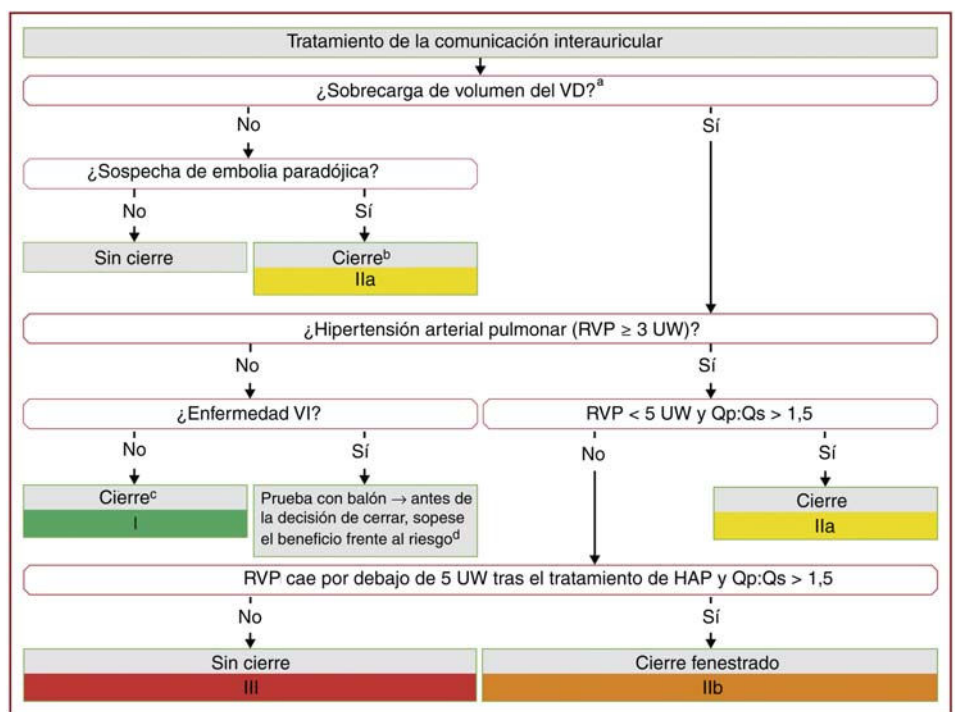 Tratamiento de la comunicación interauricular
¿Sobrecarga de volumen del VD?ᵃ
No
Sí
¿Sospecha de embolia paradójica?
No
Sí
Sin cierre
Cierreᵇ
IIa
¿Hipertensión arterial pulmonar (RVP ≥ 3 UW)?
No
Sí
¿Enfermedad VI?
RVP < 5 UW y Qp:Qs > 1,5
No
Sí
No
Sí
Cierreᶜ
I
Prueba con balón → antes de
la decisión de cerrar, sopese
el beneficio frente al riesgoᵈ
Cierre
IIa
RVP cae por debajo de 5 UW tras el tratamiento de HAP y Qp:Qs > 1,5
No
Sí
Sin cierre
III
Cierre fenestrado
IIb